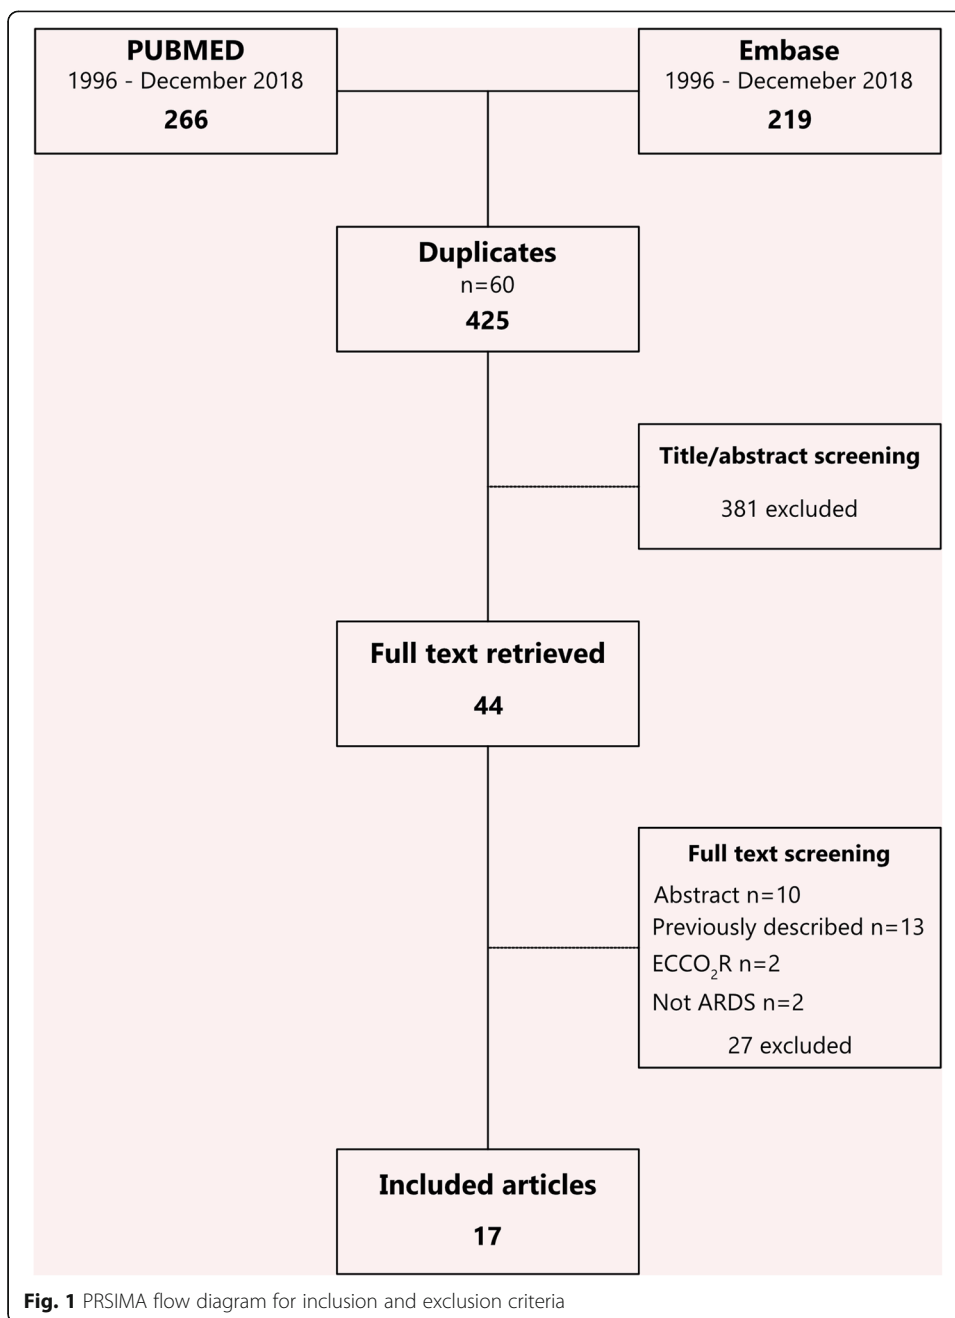 PUBMED
1996 - December 2018
266
Embase
1996 - Decemeber 2018
219
Duplicates
n=60
425
Title/abstract screening
381 excluded
Full text retrieved
44
Full text screening
Abstract n=10
Previously described n=13
ECCO₂R n=2
Not ARDS n=2
27 excluded
Included articles
17
Fig. 1 PRSIMA flow diagram for inclusion and exclusion criteria